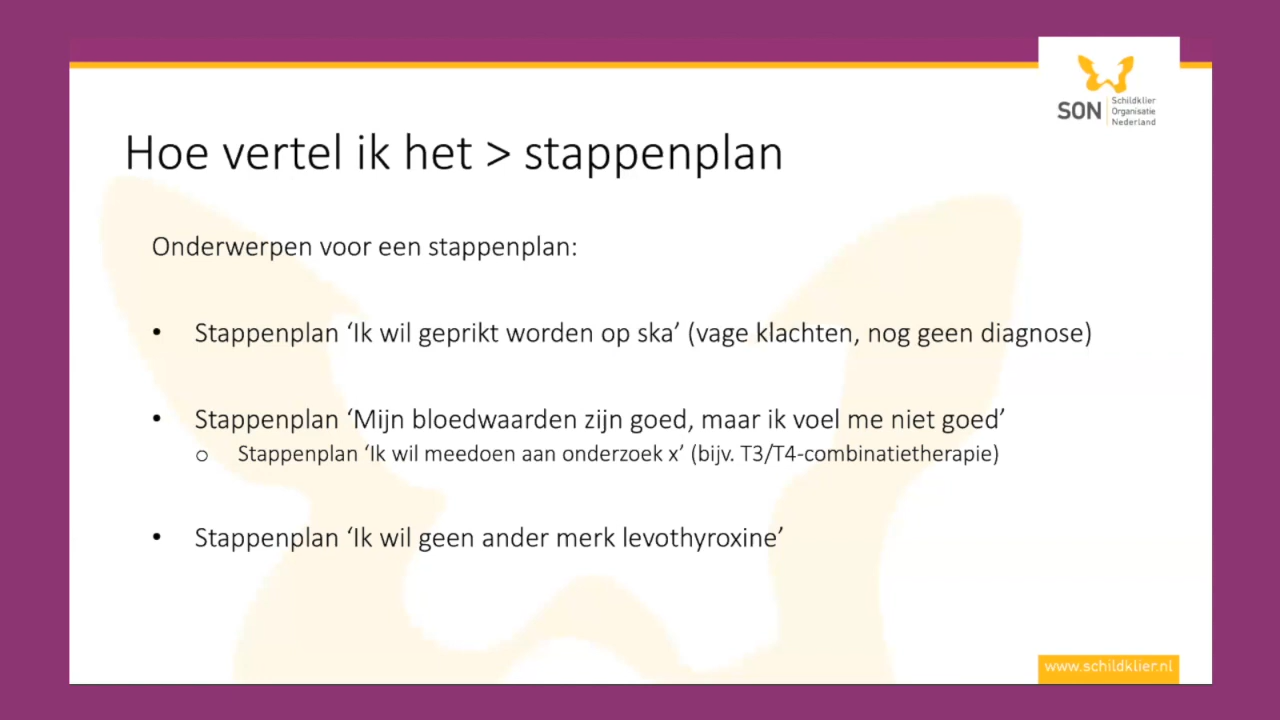 SON
Schildklier
Organisatie
Nederland
Hoe vertel ik het > stappenplan
Onderwerpen voor een stappenplan:
• Stappenplan ‘Ik wil geprikt worden op ska’ (vage klachten, nog geen diagnose)
• Stappenplan ‘Mijn bloedwaarden zijn goed, maar ik voel me niet goed’
o Stappenplan ‘Ik wil meedoen aan onderzoek x’ (bijv. T3/T4-combinatietherapie)
• Stappenplan ‘Ik wil geen ander merk levothyroxine’
www.schildklier.nl